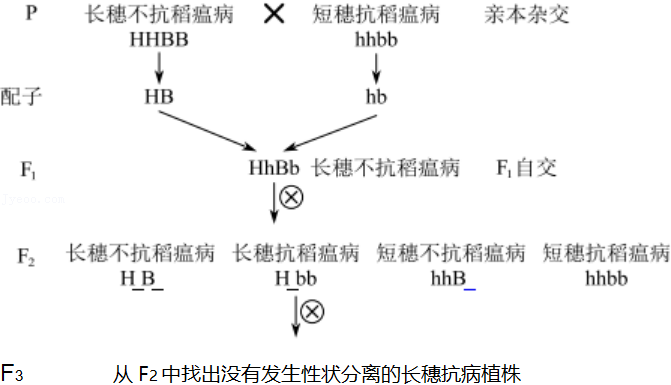 P 长穗不抗稻瘟病 × 短穗抗稻瘟病 亲本杂交
HHBB hhbb
配子 HB hb
F₁ HhBb 长穗不抗稻瘟病 F₁自交
⊗
F₂ 长穗不抗稻瘟病 长穗抗稻瘟病 短穗不抗稻瘟病 短穗抗稻瘟病
H_B_ H_bb hhB_ hhbb
⊗
F3 从 F2 中找出没有发生性状分离的长穗抗病植株